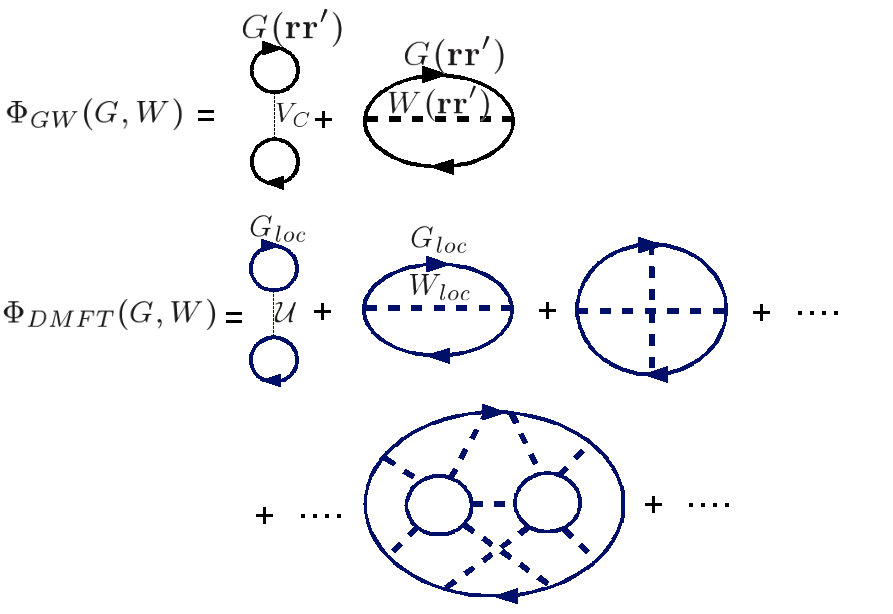 G(rr′)
G(rr′)
Φ_{GW}(G, W) = V_C + W(rr′)
G_{loc} G_{loc}
W_{loc}
Φ_{DMFT}(G, W) = 𝒰 + + + ....
+ .... + ....